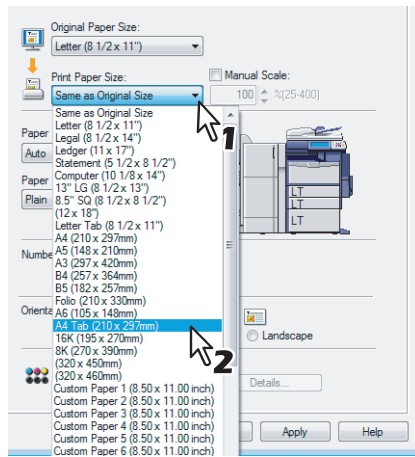 Original Paper Size:
Letter (8 1/2 x 11")
Print Paper Size:
Manual Scale:
Same as Original Size
100 %(25-400)
1
Same as Original Size
Letter (8 1/2 x 11")
Legal (8 1/2 x 14")
Ledger (11 x 17")
Statement (5 1/2 x 8 1/2")
Computer (10 1/8 x 14")
13" LG (8 1/2 x 13")
8.5" SQ (8 1/2 x 8 1/2")
(12 x 18")
Letter Tab (8 1/2 x 11")
A4 (210 x 297mm)
A5 (148 x 210mm)
A3 (297 x 420mm)
B4 (257 x 364mm)
B5 (182 x 257mm)
Folio (210 x 330mm)
A6 (105 x 148mm)
A4 Tab (210 x 297mm)
16K (195 x 270mm)
8K (270 x 390mm)
(320 x 450mm)
(320 x 460mm)
Custom Paper 1 (8.50 x 11.00 inch)
Custom Paper 2 (8.50 x 11.00 inch)
Custom Paper 3 (8.50 x 11.00 inch)
Custom Paper 4 (8.50 x 11.00 inch)
Custom Paper 5 (8.50 x 11.00 inch)
Custom Paper 6 (8.50 x 11.00 inch)
2
Paper
Auto
Paper
Plain
LT
LT
LT
Numbe
Orienta
Landscape
Details...
Apply
Help